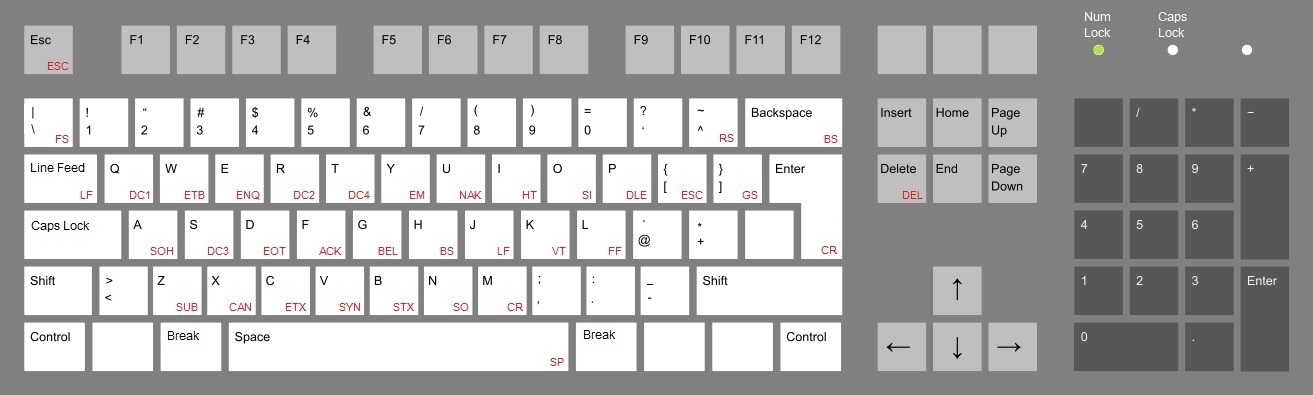 Num Caps
Esc F1 F2 F3 F4 F5 F6 F7 F8 F9 F10 F11 F12 Lock Lock
ESC
| ! “ # $ % & / ( ) = ? ~ Backspace Insert Home Page / * −
\ 1 2 3 4 5 6 7 8 9 0 ' ^ Up
FS RS BS
Line Feed Q W E R T Y U I O P { } Enter Delete End Page 7 8 9 +
[ ] Down
LF DC1 ETB ENQ DC2 DC4 EM NAK HT SI DLE ESC GS DEL
Caps Lock A S D F G H J K L ` * 4 5 6
@ +
SOH DC3 EOT ACK BEL BS LF VT FF CR
Shift > Z X C V B N M ; : _ Shift ↑ 1 2 3 Enter
< , . -
SUB CAN ETX SYN STX SO CR
Control Break Space Break Control ← ↓ → 0 .
SP